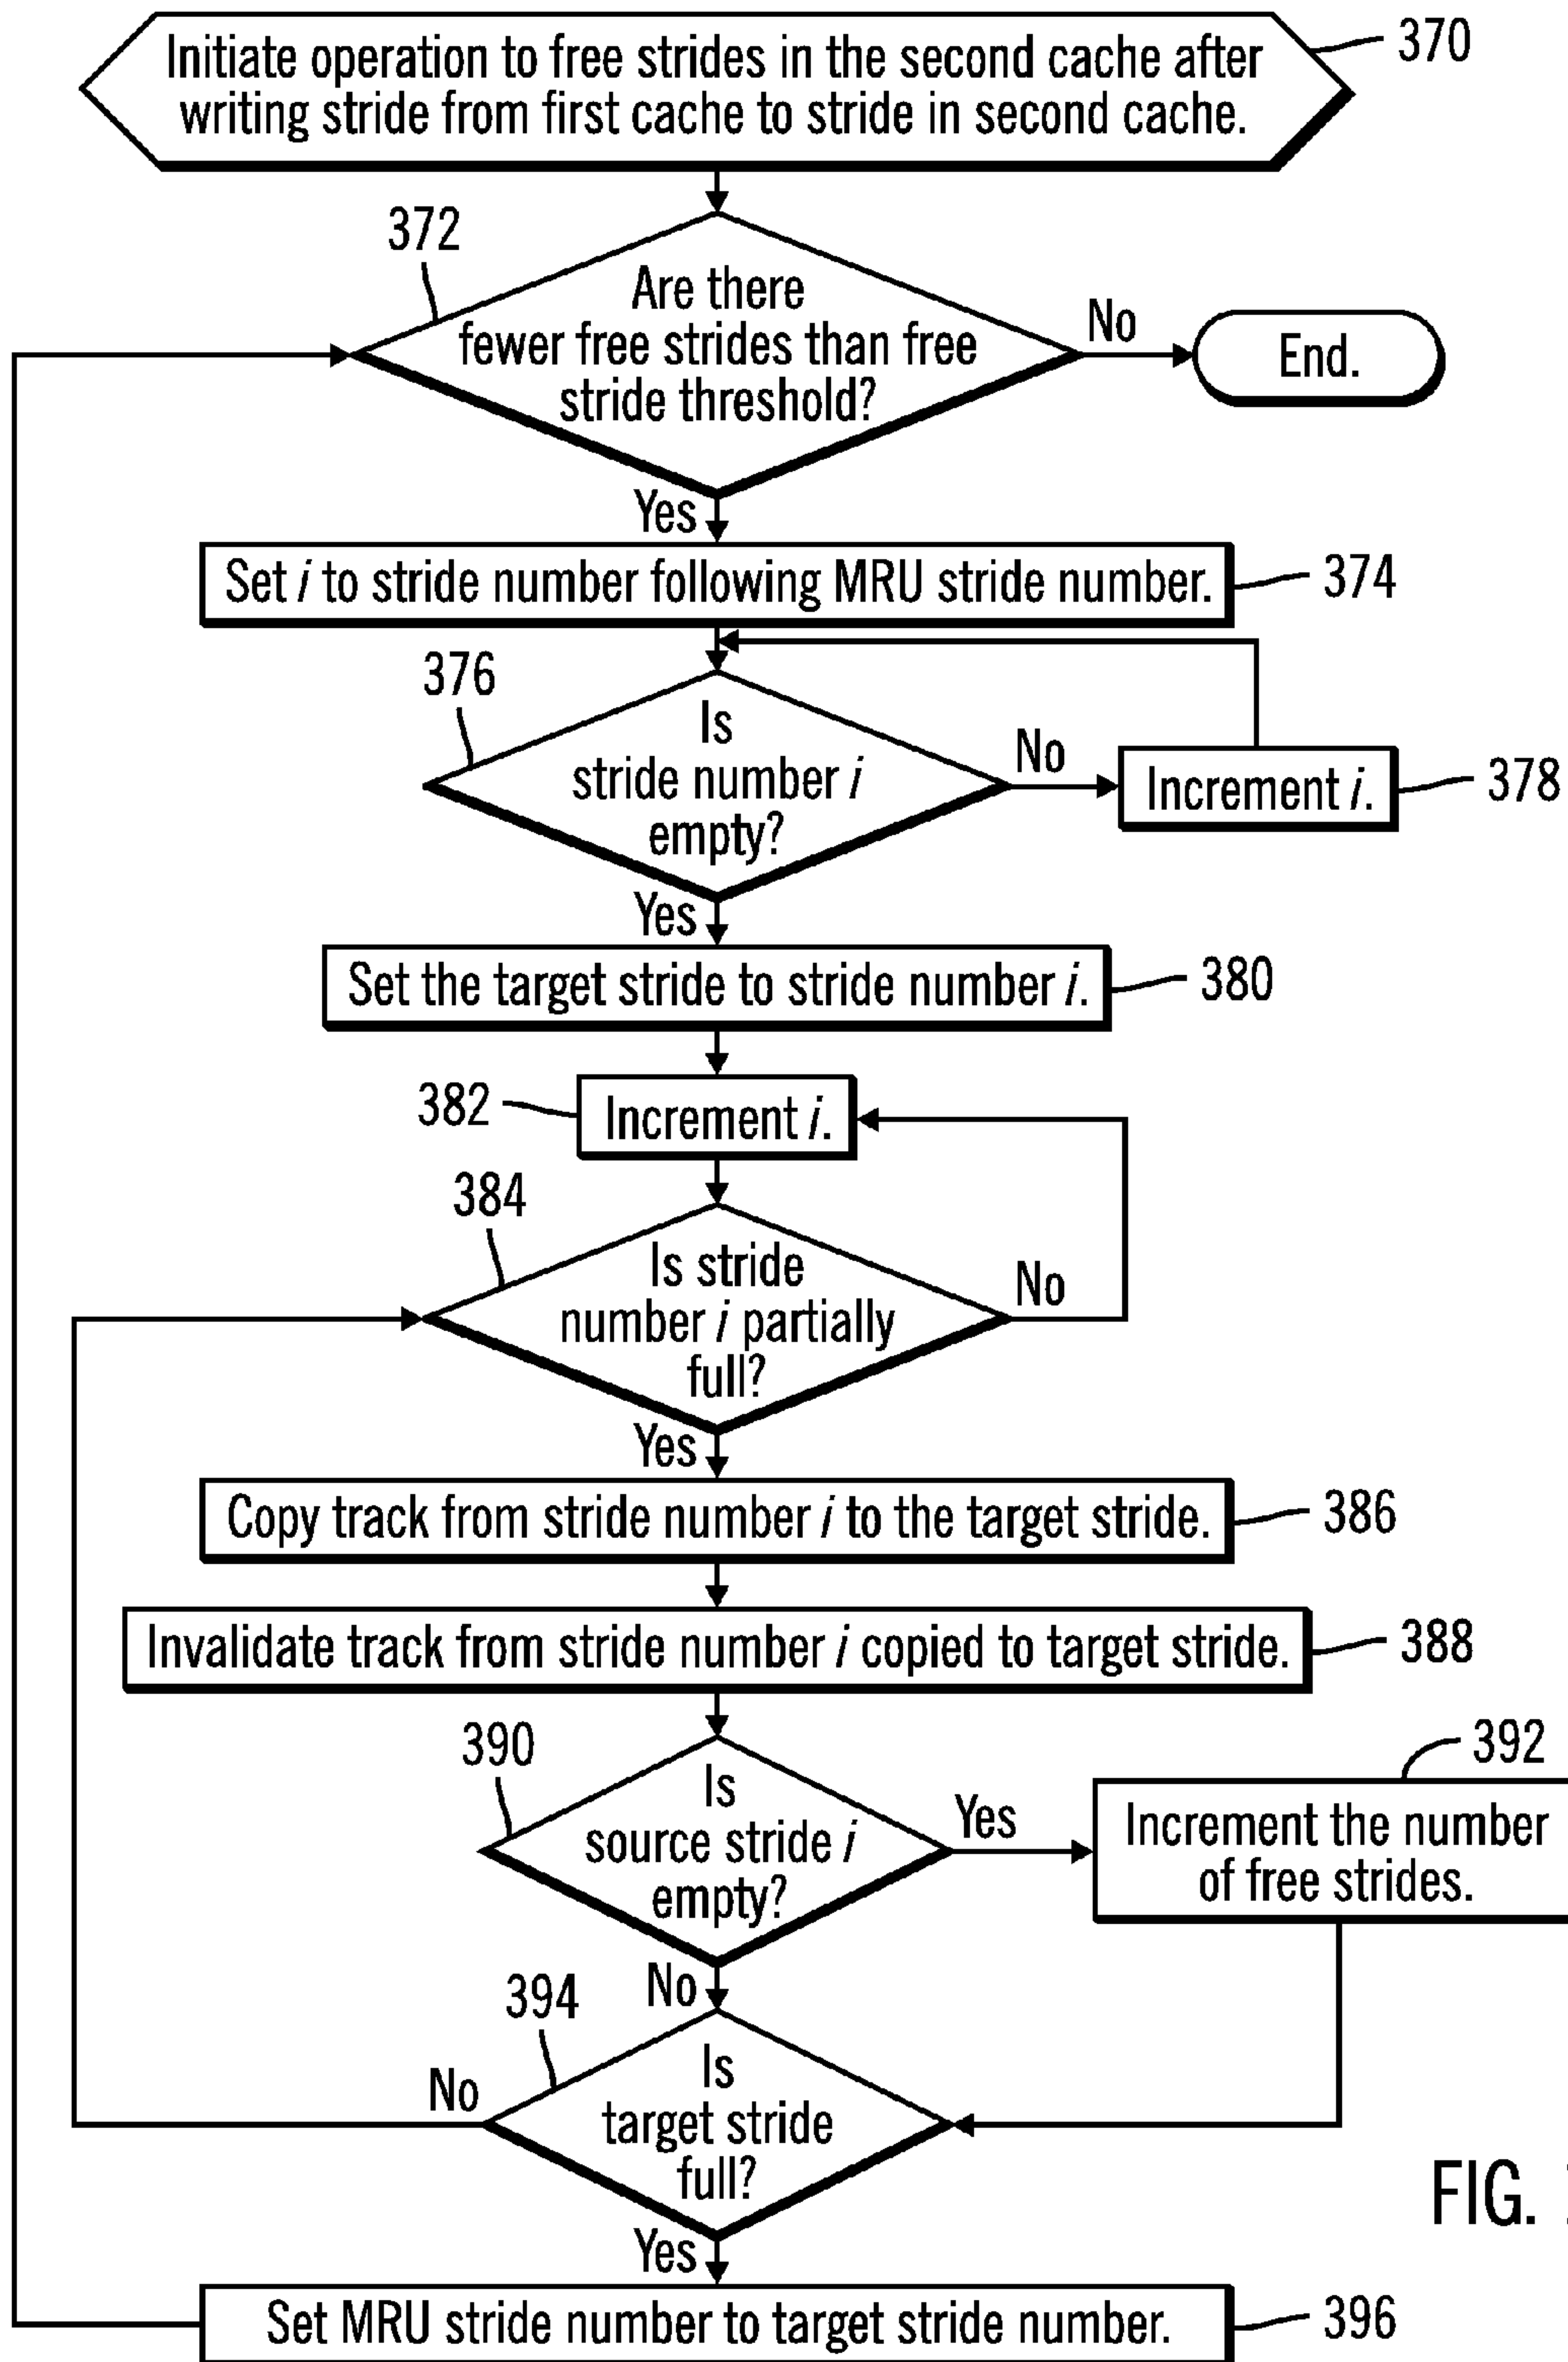 Initiate operation to free strides in the second cache after
writing stride from first cache to stride in second cache.
370
372
Are there
fewer free strides than free
stride threshold?
No
End.
Yes
Set i to stride number following MRU stride number.
374
376
Is
stride number i
empty?
No
Increment i.
378
Yes
Set the target stride to stride number i.
380
382
Increment i.
384
Is stride
number i partially
full?
No
Yes
Copy track from stride number i to the target stride.
386
Invalidate track from stride number i copied to target stride.
388
390
Is
source stride i
empty?
Yes
392
Increment the number
of free strides.
No
394
Is
target stride
full?
No
Yes
FIG.
Set MRU stride number to target stride number.
396